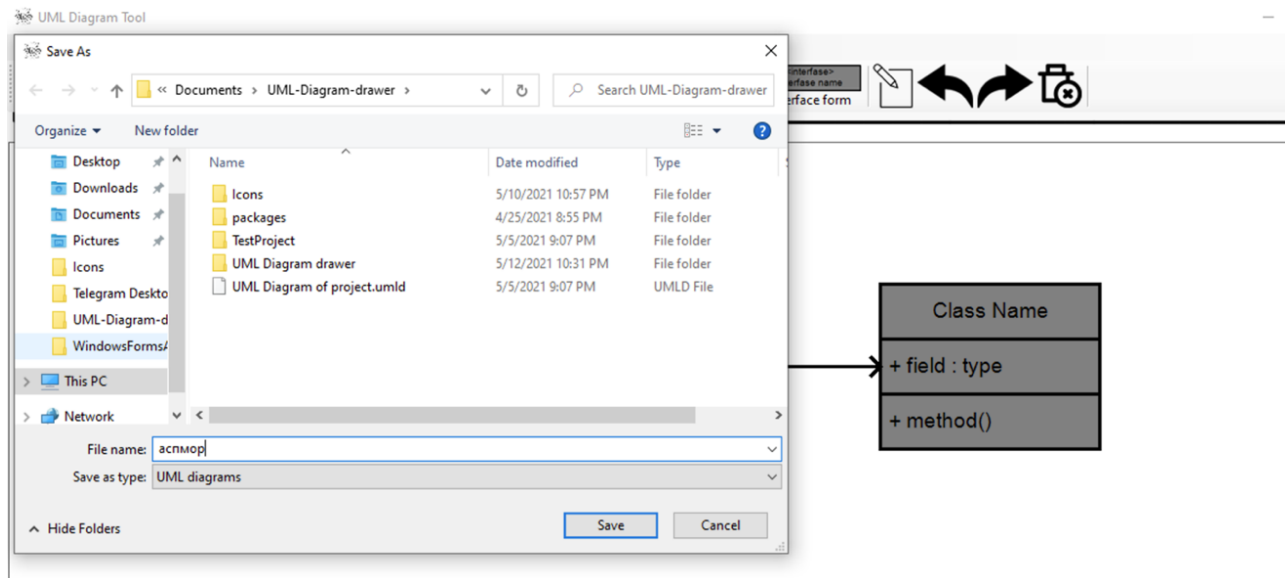 UML Diagram Tool
Save As
« Documents › UML-Diagram-drawer ›
Search UML-Diagram-drawer
<interfase>
erfase name
erface form
Organize
New folder
Name Date modified Type
Desktop
Downloads
Documents
Pictures
Icons
Telegram Deskto
UML-Diagram-d
WindowsForms
This PC
Network
Icons 5/10/2021 10:57 PM File folder
packages 4/25/2021 8:55 PM File folder
TestProject 5/5/2021 9:07 PM File folder
UML Diagram drawer 5/12/2021 10:31 PM File folder
UML Diagram of project.umld 5/5/2021 9:07 PM UMLD File
File name: аспмор
Save as type: UML diagrams
Hide Folders
Save
Cancel
Class Name
+ field : type
+ method()